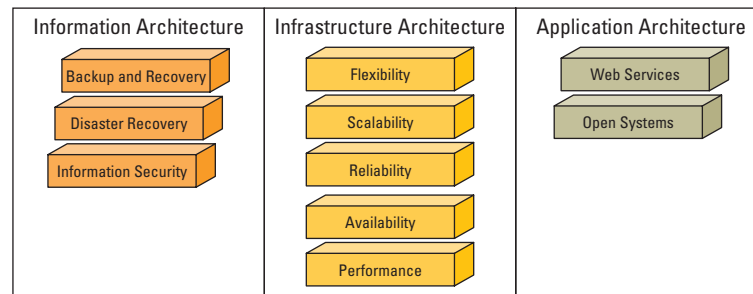 Information Architecture
Backup and Recovery
Disaster Recovery
Information Security
Infrastructure Architecture
Flexibility
Scalability
Reliability
Availability
Performance
Application Architecture
Web Services
Open Systems